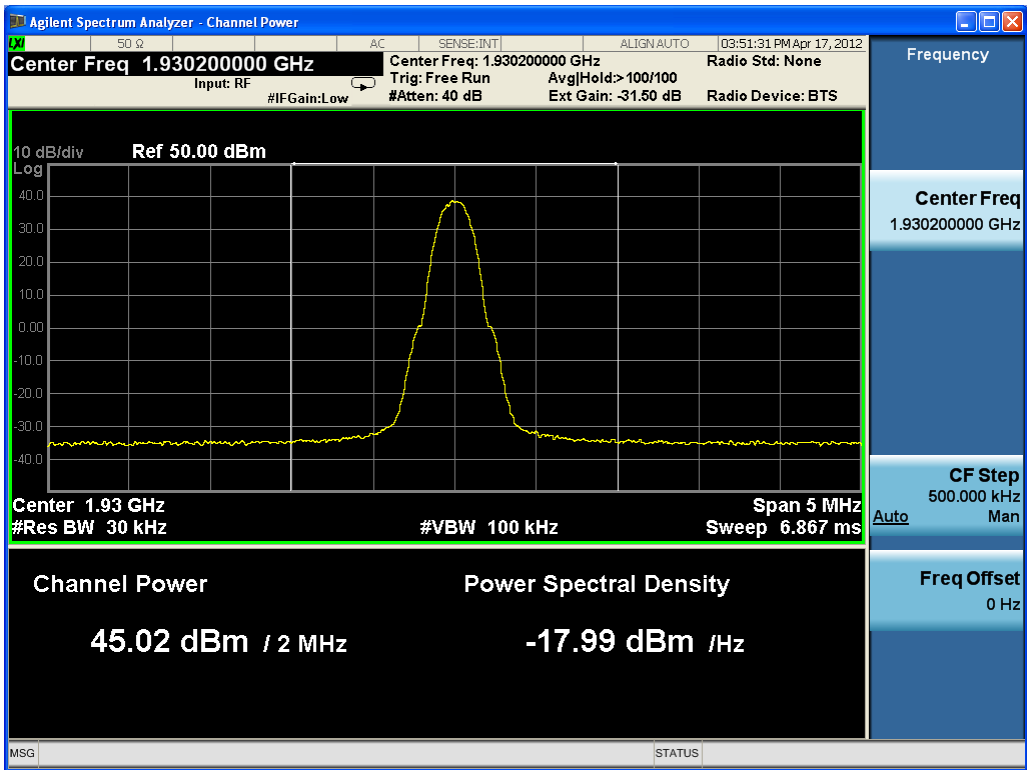 Agilent Spectrum Analyzer - Channel Power
LXI 50 Ω AC SENSE:INT ALIGN AUTO 03:51:31 PM Apr 17, 2012
Center Freq 1.930200000 GHz
Input: RF
#IFGain:Low
Center Freq: 1.930200000 GHz
Trig: Free Run Avg|Hold:> 100/100
#Atten: 40 dB Ext Gain: -31.50 dB
Radio Std: None
Radio Device: BTS
10 dB/div Ref 50.00 dBm
Log
40.0
30.0
20.0
10.0
0.00
-10.0
-20.0
-30.0
-40.0
Center 1.93 GHz Span 5 MHz
#Res BW 30 kHz #VBW 100 kHz Sweep 6.867 ms
Channel Power Power Spectral Density
45.02 dBm / 2 MHz -17.99 dBm /Hz
Frequency
Center Freq
1.930200000 GHz
CF Step
500.000 kHz
Auto Man
Freq Offset
0 Hz
MSG STATUS